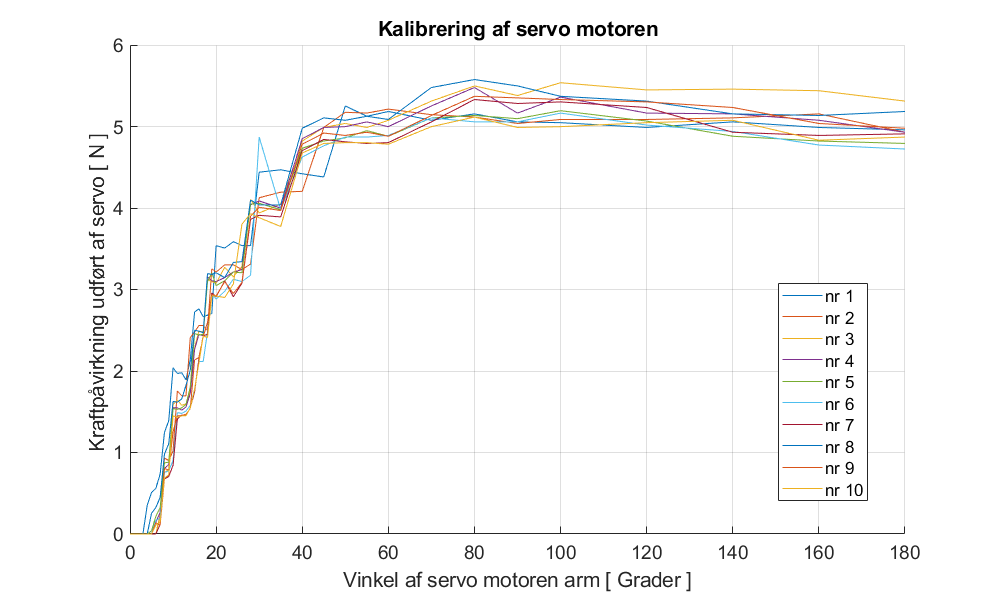 Kalibrering af servo motoren
Kraftpåvirkning udført af servo [ N ]
6
5
4
3
2
1
0
0 20 40 60 80 100 120 140 160 180
Vinkel af servo motoren arm [ Grader ]
nr 1
nr 2
nr 3
nr 4
nr 5
nr 6
nr 7
nr 8
nr 9
nr 10